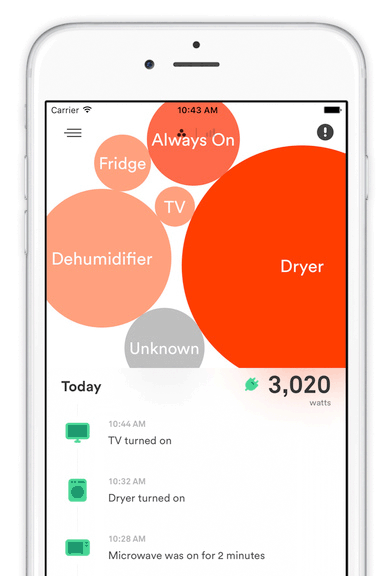 Carrier 10:43 AM
Always On
Fridge
TV
Dehumidifier
Dryer
Unknown
Today 3,020
watts
10:44 AM
TV turned on
10:32 AM
Dryer turned on
10:28 AM
Microwave was on for 2 minutes